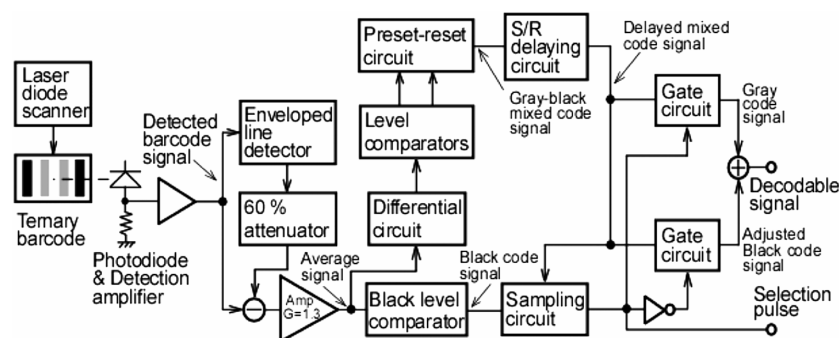 Laser
diode
scanner
Ternary
barcode
Photodiode
& Detection
amplifier
Detected
barcode
signal
Enveloped
line
detector
60 %
attenuator
Amp
G=1.3
Average
signal
Preset-reset
circuit
Level
comparators
Differential
circuit
Black level
comparator
Gray-black
mixed code
signal
S/R
delaying
circuit
Black code
signal
Sampling
circuit
Delayed mixed
code signal
Gate
circuit
Gray
code
signal
Decodable
signal
Gate
circuit
Adjusted
Black code
signal
Selection
pulse